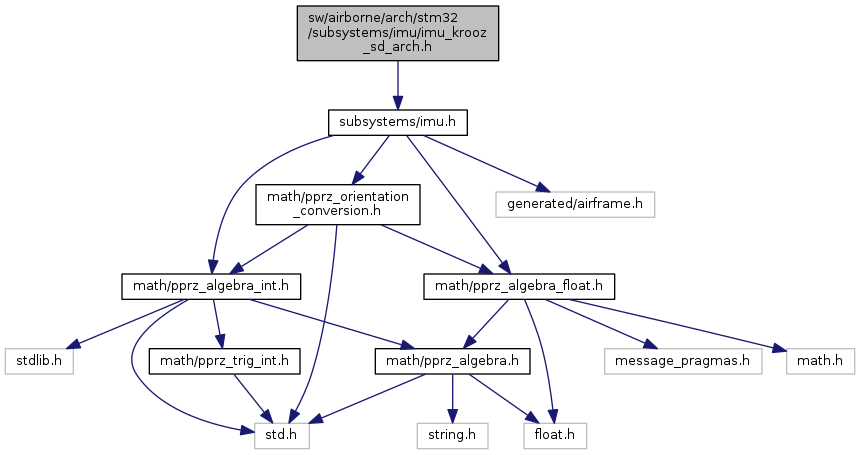 sw/airborne/arch/stm32
/subsystems/imu/imu_krooz
_sd_arch.h
subsystems/imu.h
math/pprz_orientation
_conversion.h
generated/airframe.h
math/pprz_algebra_int.h
math/pprz_algebra_float.h
stdlib.h
math/pprz_trig_int.h
math/pprz_algebra.h
message_pragmas.h
math.h
std.h
string.h
float.h